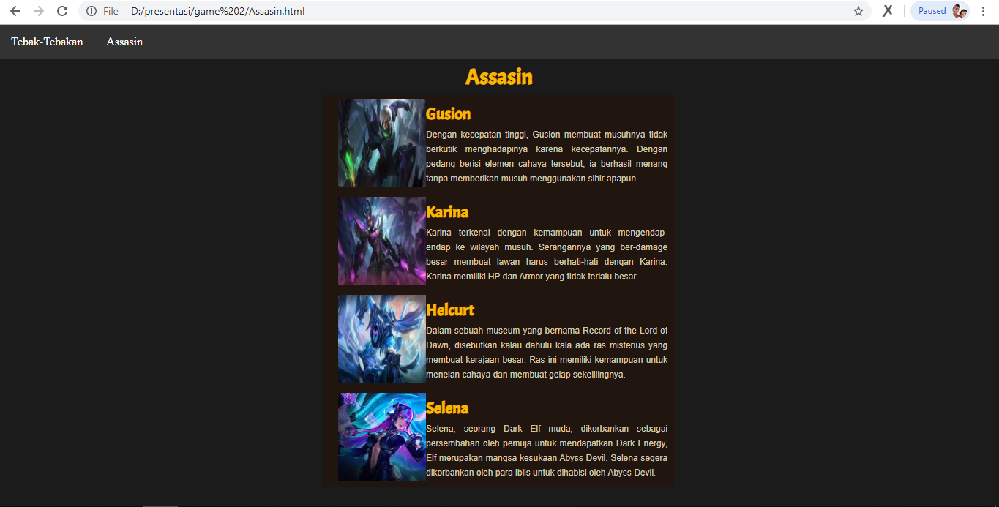 File D:/presentasi/game%202/Assasin.html X Paused
Tebak-Tebakan Assasin
Assasin
Gusion
Dengan kecepatan tinggi, Gusion membuat musuhnya tidak
berkutik menghadapinya karena kecepatannya. Dengan
pedang berisi elemen cahaya tersebut, ia berhasil menang
tanpa memberikan musuh menggunakan sihir apapun.
Karina
Karina terkenal dengan kemampuan untuk mengendap-
endap ke wilayah musuh. Serangannya yang ber-damage
besar membuat lawan harus berhati-hati dengan Karina.
Karina memiliki HP dan Armor yang tidak terlalu besar.
Helcurt
Dalam sebuah museum yang bernama Record of the Lord of
Dawn, disebutkan kalau dahulu kala ada ras misterius yang
membuat kerajaan besar. Ras ini memiliki kemampuan untuk
menelan cahaya dan membuat gelap sekelilingnya.
Selena
Selena, seorang Dark Elf muda, dikorbankan sebagai
persembahan oleh pemuja untuk mendapatkan Dark Energy,
Elf merupakan mangsa kesukaan Abyss Devil. Selena segera
dikorbankan oleh para iblis untuk dihabisi oleh Abyss Devil.